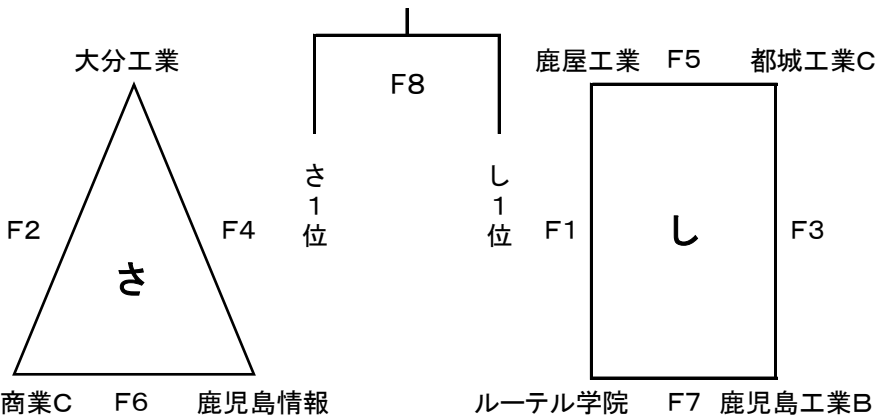 大分工業
F2
F4
さ
商業C
F6
鹿児島情報
F8
さ1位
し1位
鹿屋工業
F5
都城工業C
F1
し
F3
ルーテル学院
F7
鹿児島工業B